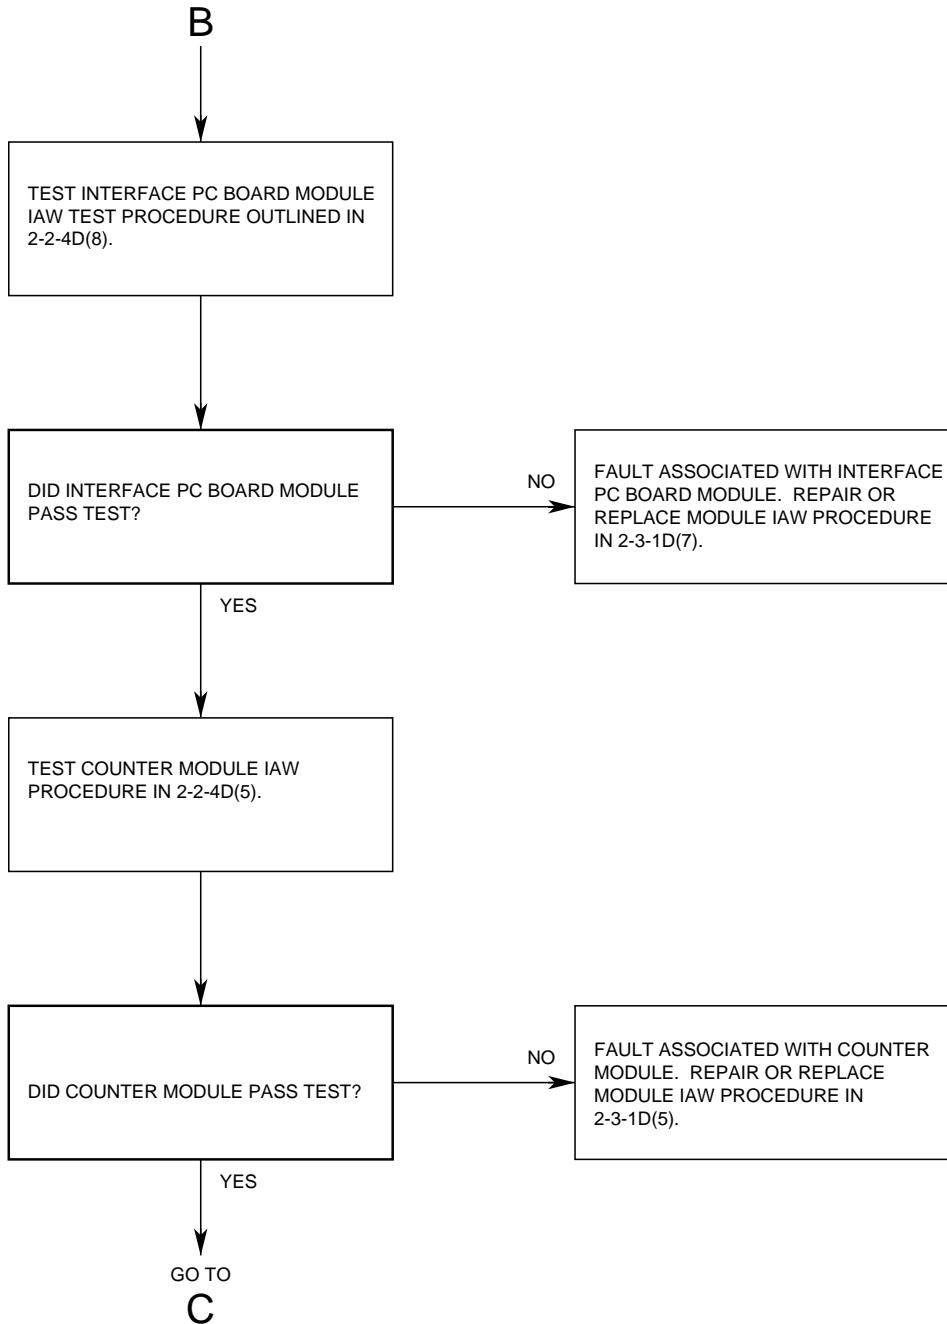 B
TEST INTERFACE PC BOARD MODULE
IAW TEST PROCEDURE OUTLINED IN
2-2-4D(8).
DID INTERFACE PC BOARD MODULE
PASS TEST?
NO
FAULT ASSOCIATED WITH INTERFACE
PC BOARD MODULE.  REPAIR OR
REPLACE MODULE IAW PROCEDURE
IN 2-3-1D(7).
YES
TEST COUNTER MODULE IAW
PROCEDURE IN 2-2-4D(5).
DID COUNTER MODULE PASS TEST?
NO
FAULT ASSOCIATED WITH COUNTER
MODULE.  REPAIR OR REPLACE
MODULE IAW PROCEDURE IN
2-3-1D(5).
YES
GO TO
C